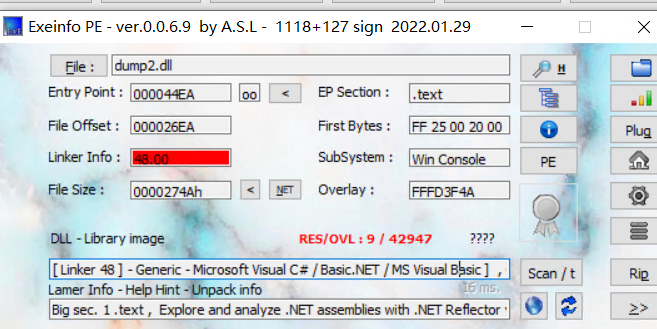 Exeinfo PE - ver.0.0.6.9 by A.S.L - 1118+127 sign 2022.01.29
File : dump2.dll H
Entry Point : 000044EA oo < EP Section : .text
File Offset : 000026EA First Bytes : FF 25 00 20 00 Plug
Linker Info : 48.00 SubSystem : Win Console PE
File Size : 0000274Ah < NET Overlay : FFFD3F4A
DLL - Library image RES/OVL : 9 / 42947 ????
[ Linker 48 ] - Generic - Microsoft Visual C# / Basic.NET / MS Visual Basic ] , Scan / t Rip
Lamer Info - Help Hint - Unpack info 16 ms.
Big sec. 1 .text , Explore and analyze .NET assemblies with .NET Reflector >>